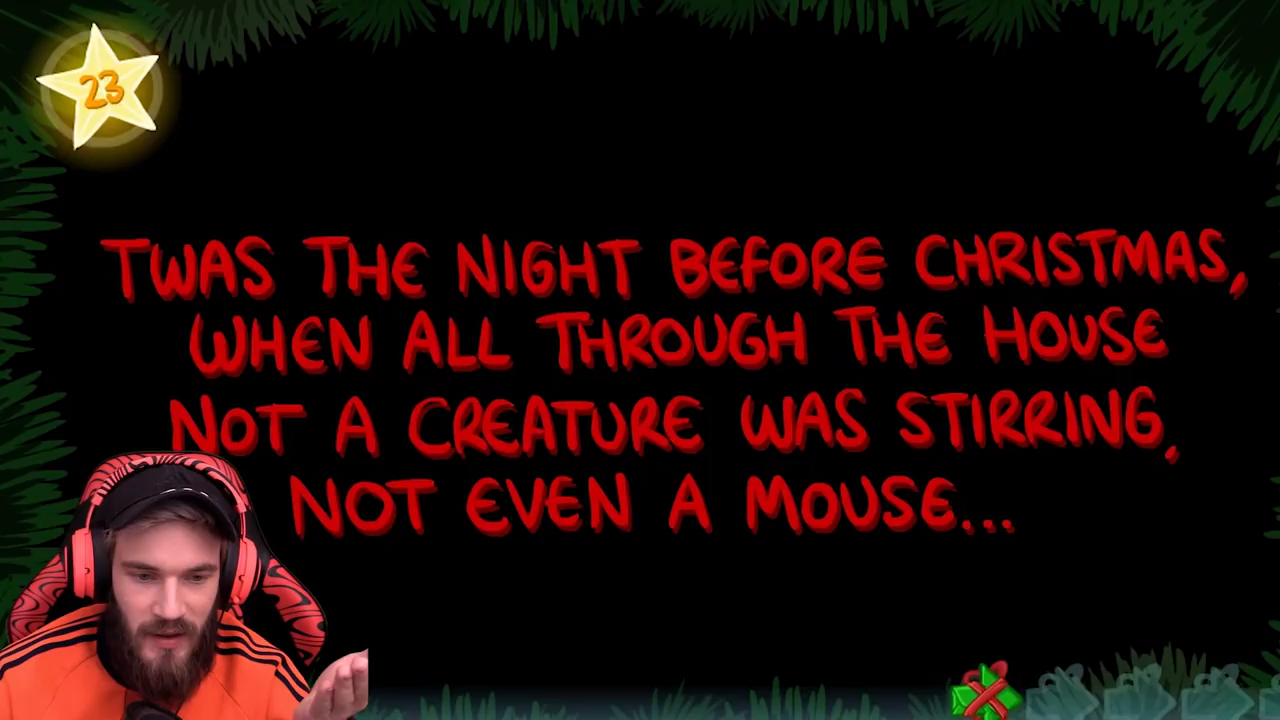 23
TWAS THE NIGHT BEFORE CHRISTMAS,
WHEN ALL THROUGH THE HOUSE
NOT A CREATURE WAS STIRRING,
NOT EVEN A MOUSE...